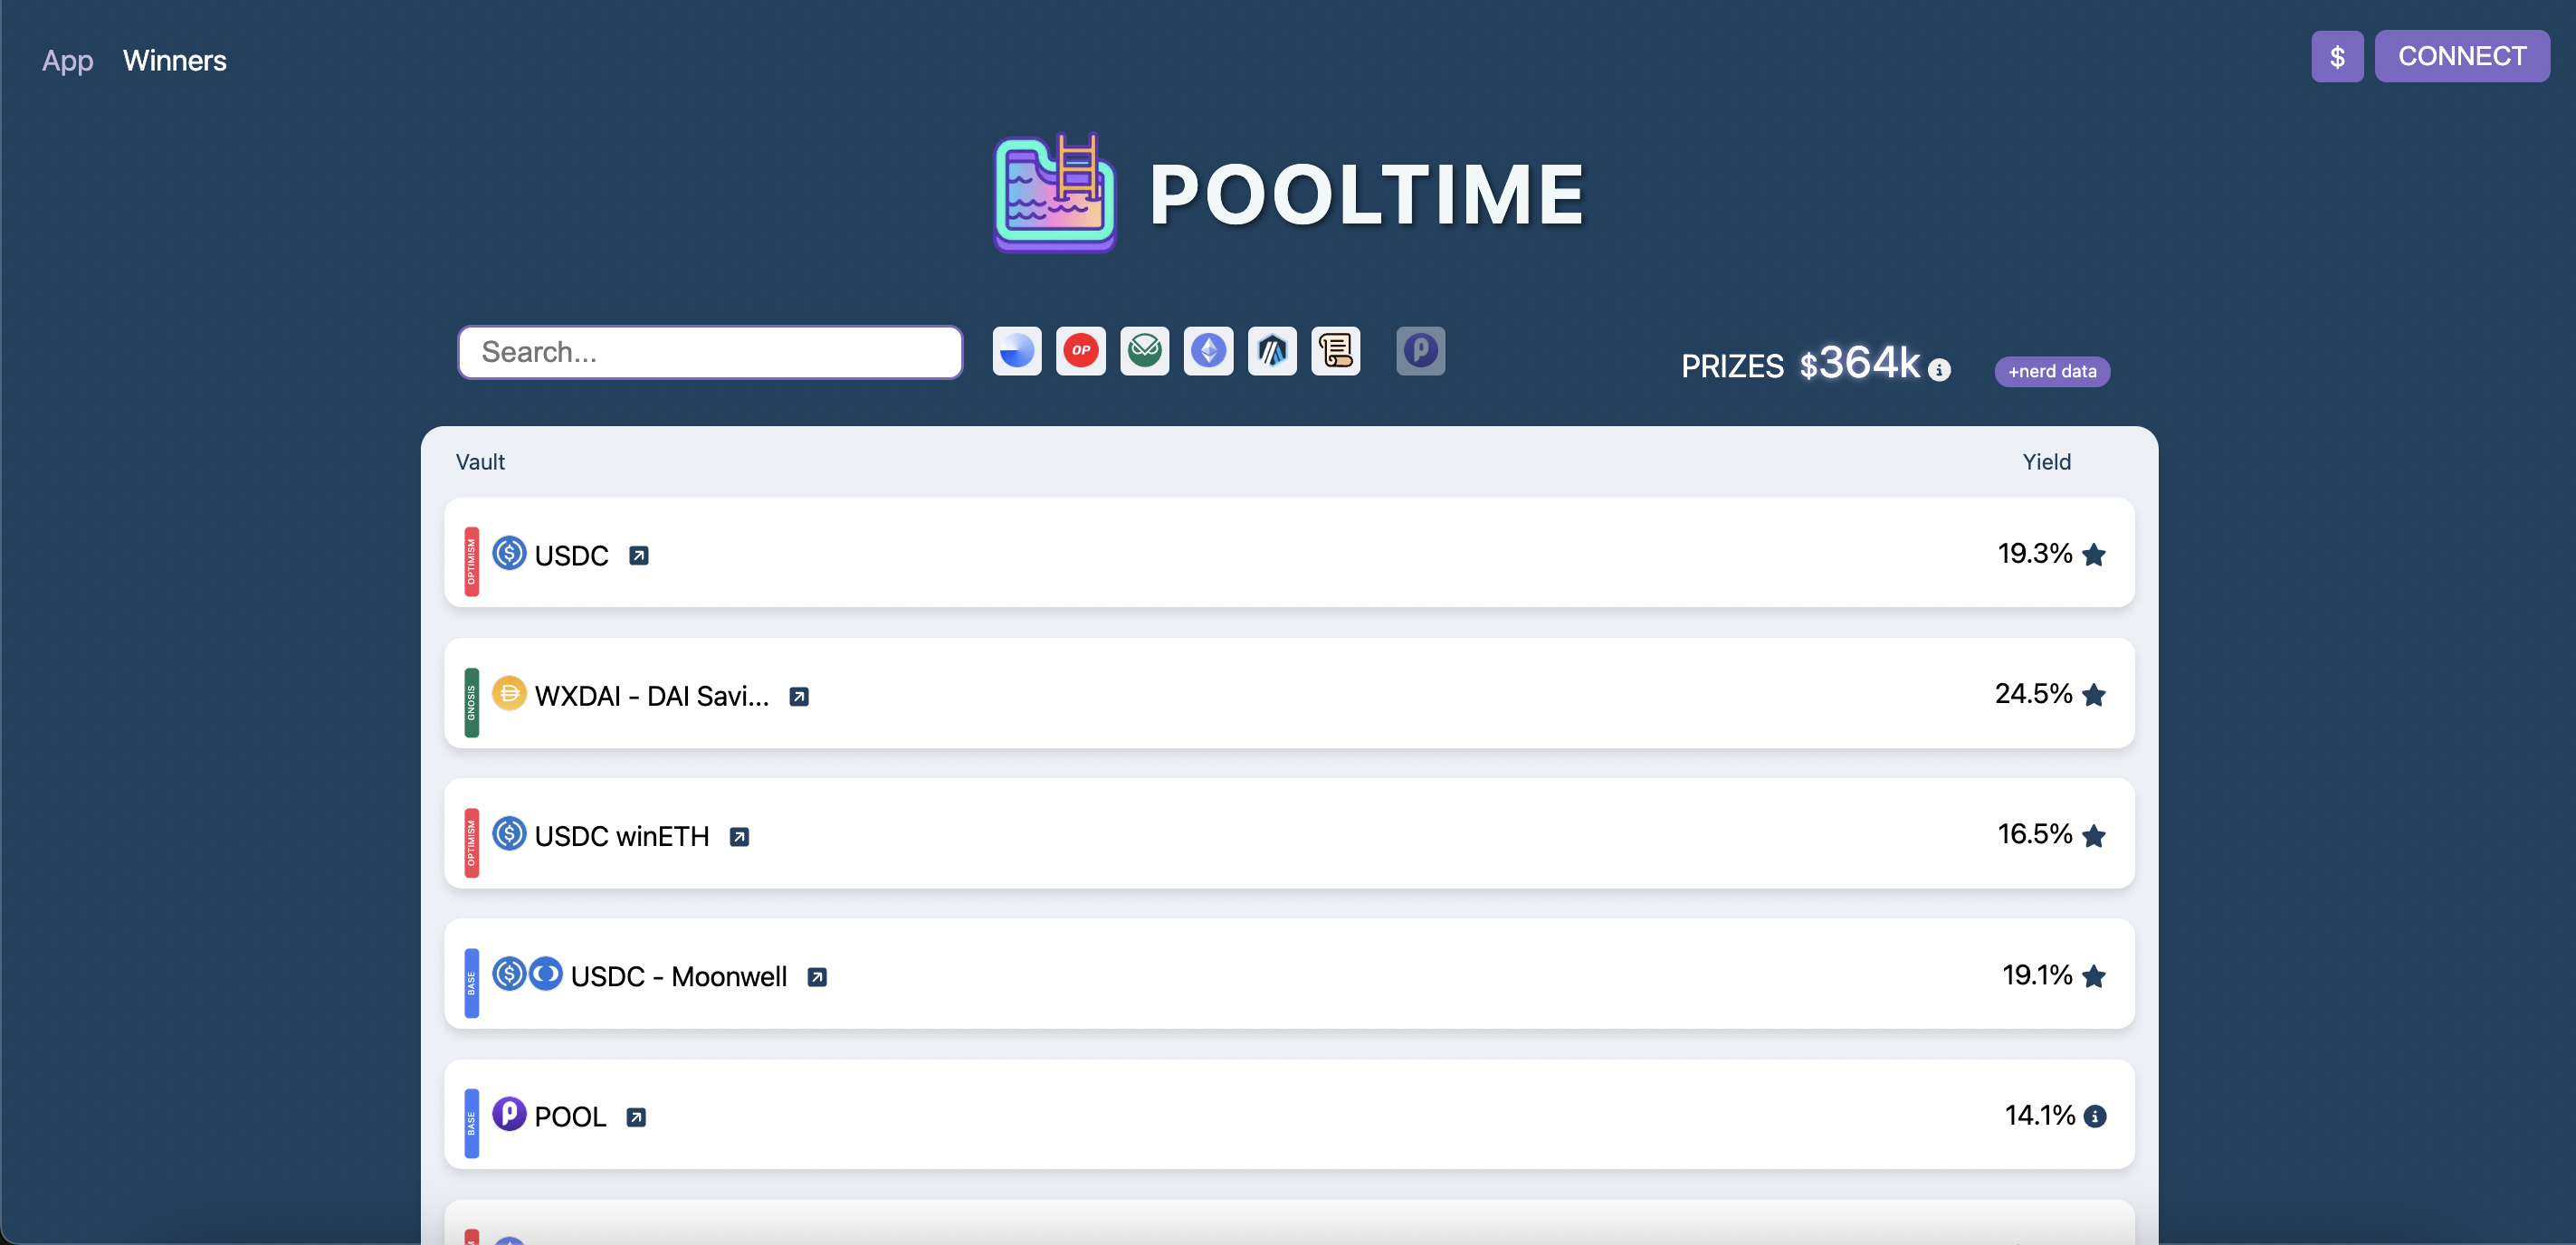 App Winners
$ CONNECT
POOLTIME
Search...
OP
PRIZES $364k
+nerd data
Vault Yield
OPTIMISM USDC 19.3%
GNOSIS WXDAI - DAI Savi... 24.5%
OPTIMISM USDC winETH 16.5%
BASE USDC - Moonwell 19.1%
BASE POOL 14.1%